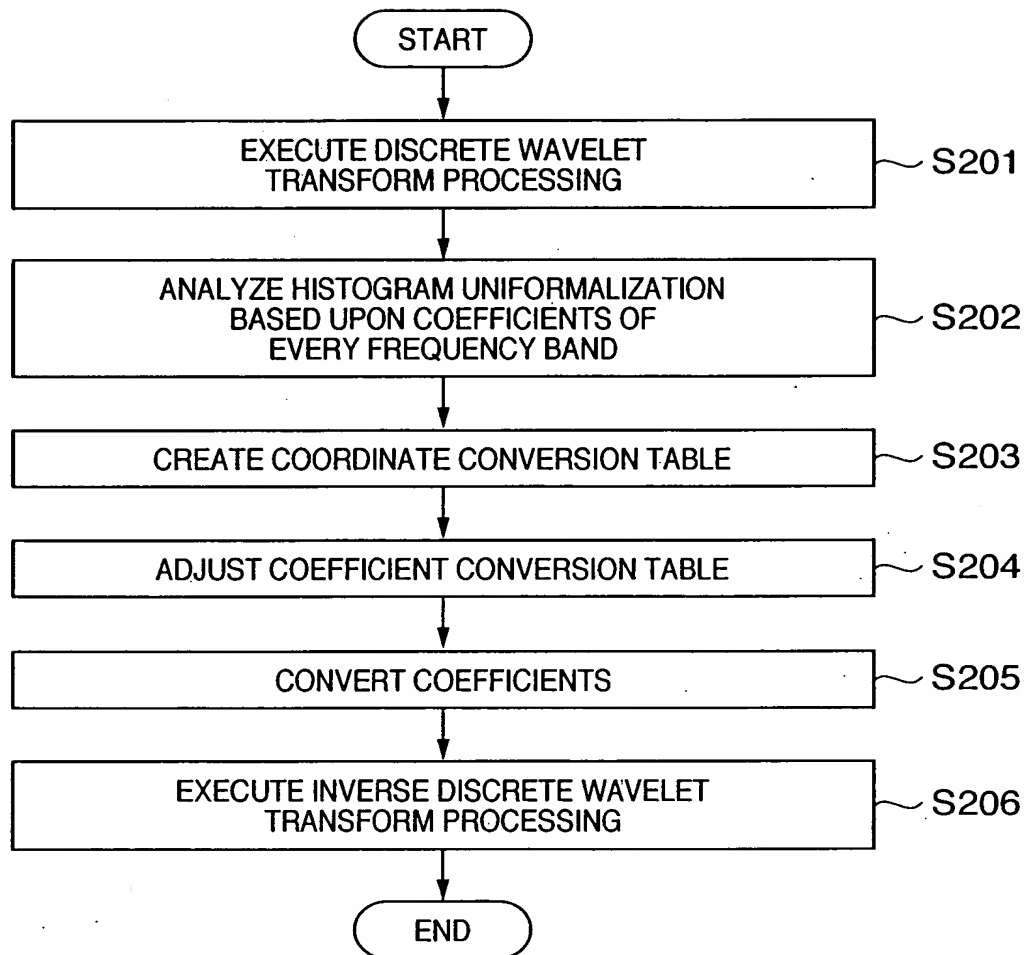 START
EXECUTE DISCRETE WAVELET
TRANSFORM PROCESSING
S201
ANALYZE HISTOGRAM UNIFORMALIZATION
BASED UPON COEFFICIENTS OF
EVERY FREQUENCY BAND
S202
CREATE COORDINATE CONVERSION TABLE
S203
ADJUST COEFFICIENT CONVERSION TABLE
S204
CONVERT COEFFICIENTS
S205
EXECUTE INVERSE DISCRETE WAVELET
TRANSFORM PROCESSING
S206
END